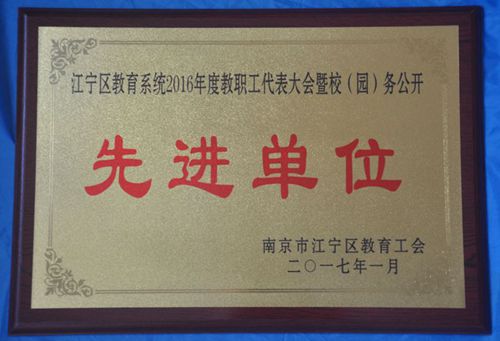 江宁区教育系统2016年度教职工代表大会暨校（园）务公开
先进单位
南京市江宁区教育工会
二〇一七年一月